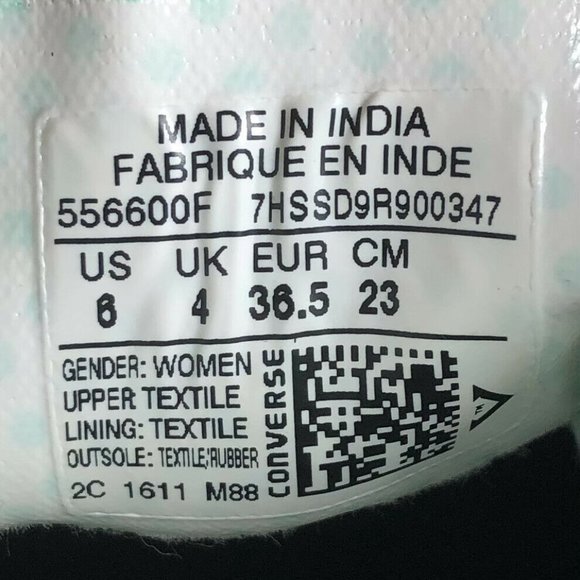 MADE IN INDIA
FABRIQUE EN INDE
556600F 7HSSD9R900347
US UK EUR CM
6 4 36.5 23
GENDER: WOMEN
UPPER TEXTILE
LINING: TEXTILE
OUTSOLE: TEXTILE;RUBBER
2C 1611 M88
CONVERSE